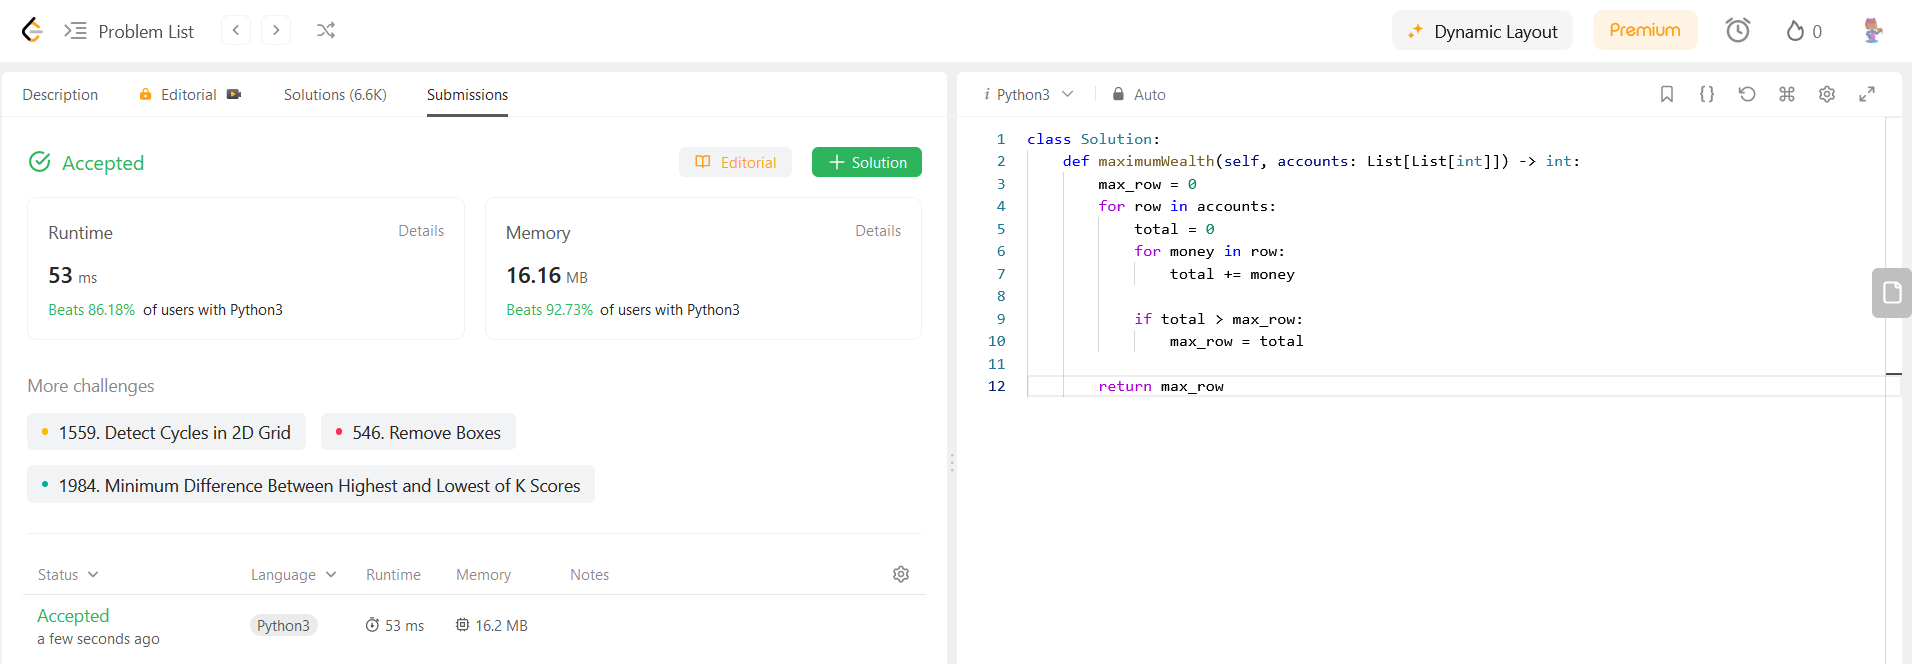 Problem List
Dynamic Layout
Premium
0
Description
Editorial
Solutions (6.6K)
Submissions
Accepted
Editorial
Solution
Runtime
Details
53 ms
Beats 86.18% of users with Python3
Memory
Details
16.16 MB
Beats 92.73% of users with Python3
More challenges
1559. Detect Cycles in 2D Grid
546. Remove Boxes
1984. Minimum Difference Between Highest and Lowest of K Scores
Status Language Runtime Memory Notes
Accepted
a few seconds ago
Python3
53 ms
16.2 MB
i Python3
Auto
1 class Solution:
2     def maximumWealth(self, accounts: List[List[int]]) -> int:
3         max_row = 0
4         for row in accounts:
5             total = 0
6             for money in row:
7                 total += money
8
9             if total > max_row:
10                 max_row = total
11
12         return max_row